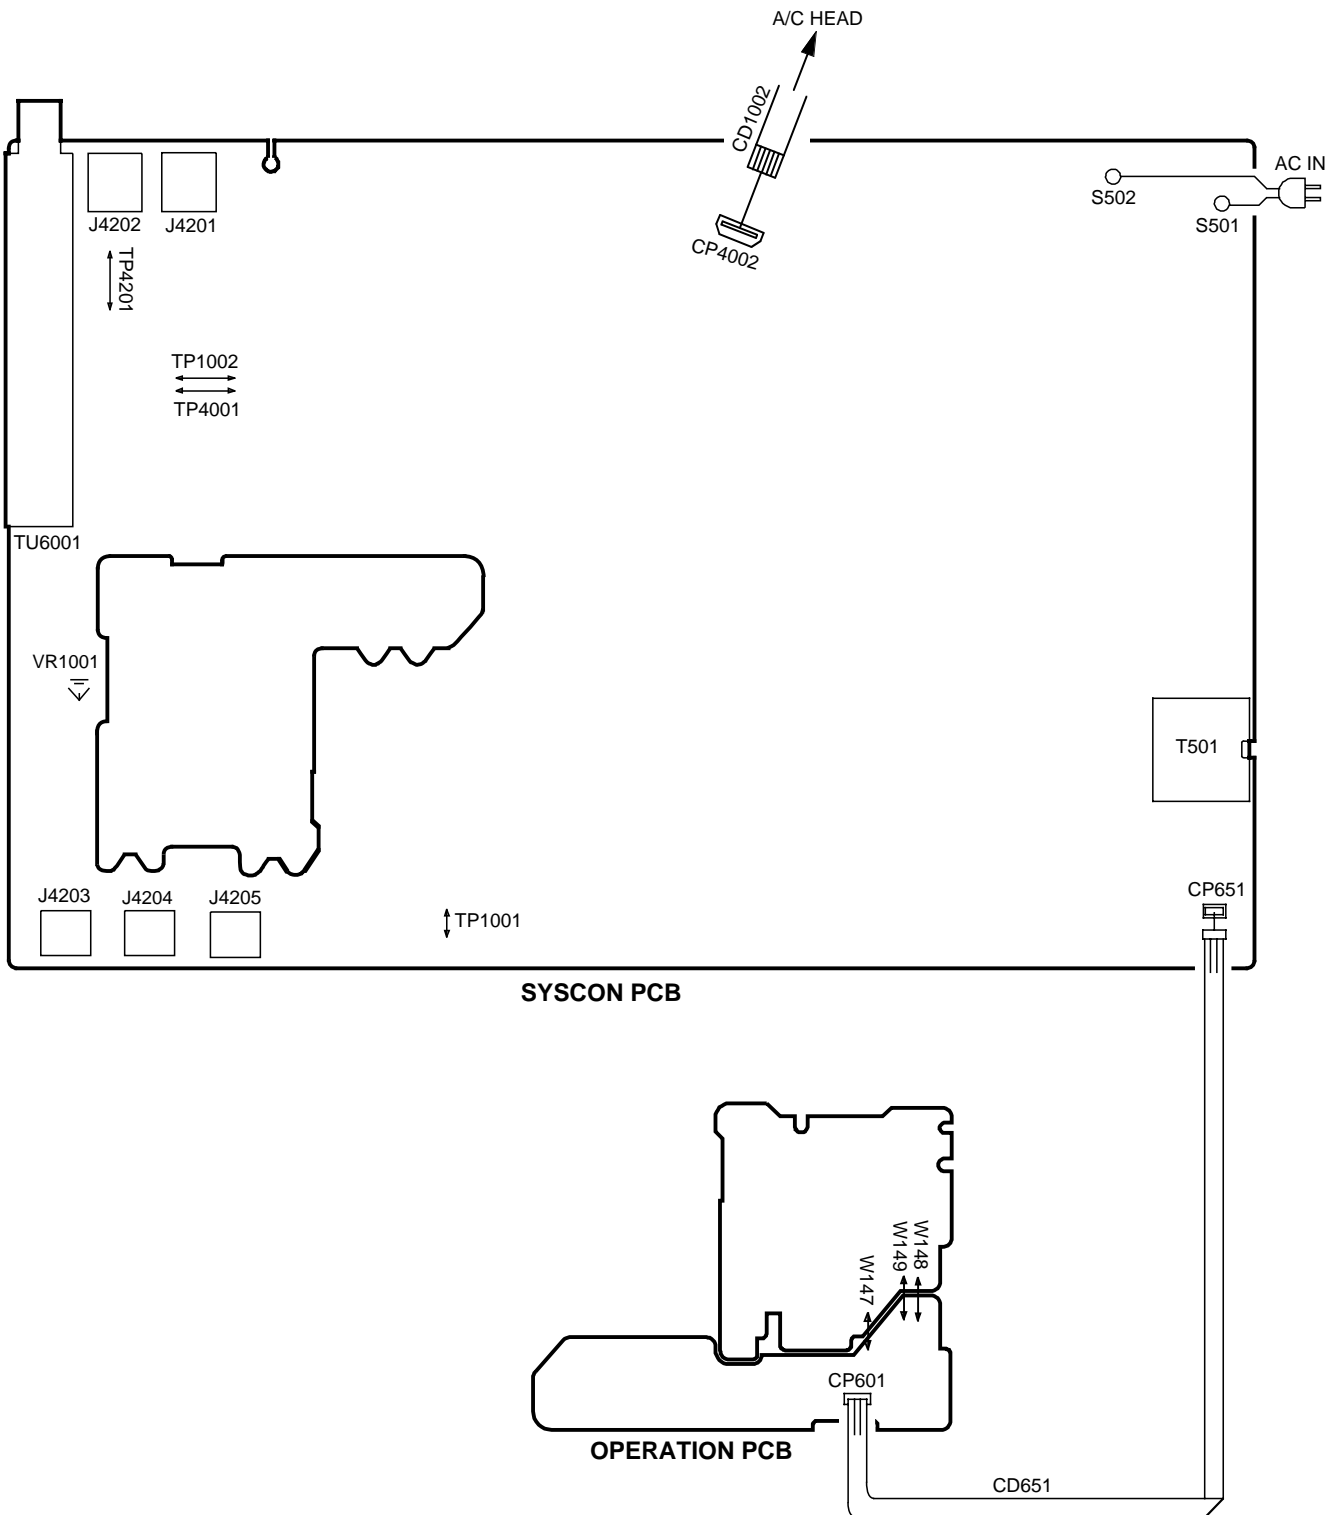 A/C HEAD
CD1002
AC IN
S502
S501
J4202
J4201
CP4002
TP4201
TP1002
TP4001
TU6001
VR1001
T501
J4203
J4204
J4205
CP651
TP1001
SYSCON PCB
W149
W148
W147
CP601
OPERATION PCB
CD651